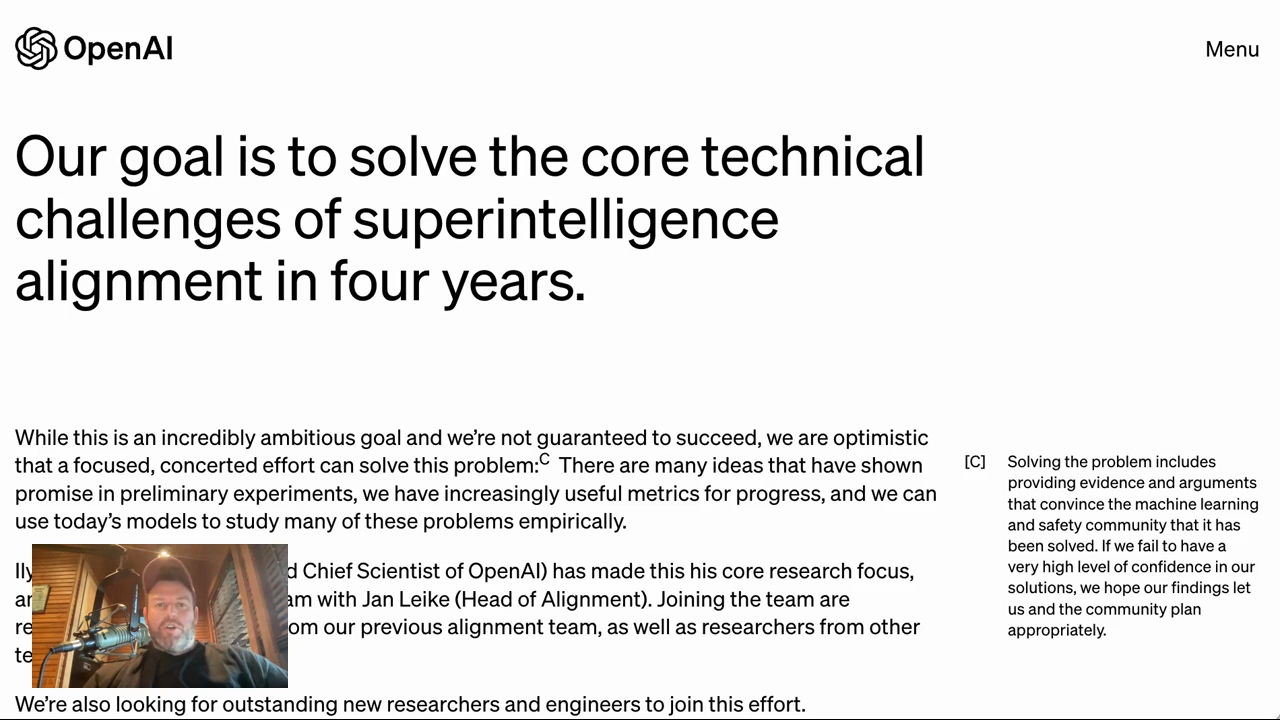 OpenAI
Menu
Our goal is to solve the core technical
challenges of superintelligence
alignment in four years.
While this is an incredibly ambitious goal and we’re not guaranteed to succeed, we are optimistic
that a focused, concerted effort can solve this problem:C There are many ideas that have shown
promise in preliminary experiments, we have increasingly useful metrics for progress, and we can
use today’s models to study many of these problems empirically.
Chief Scientist of OpenAI) has made this his core research focus,
with Jan Leike (Head of Alignment). Joining the team are
our previous alignment team, as well as researchers from other
We’re also looking for outstanding new researchers and engineers to join this effort.
[C] Solving the problem includes
providing evidence and arguments
that convince the machine learning
and safety community that it has
been solved. If we fail to have a
very high level of confidence in our
solutions, we hope our findings let
us and the community plan
appropriately.